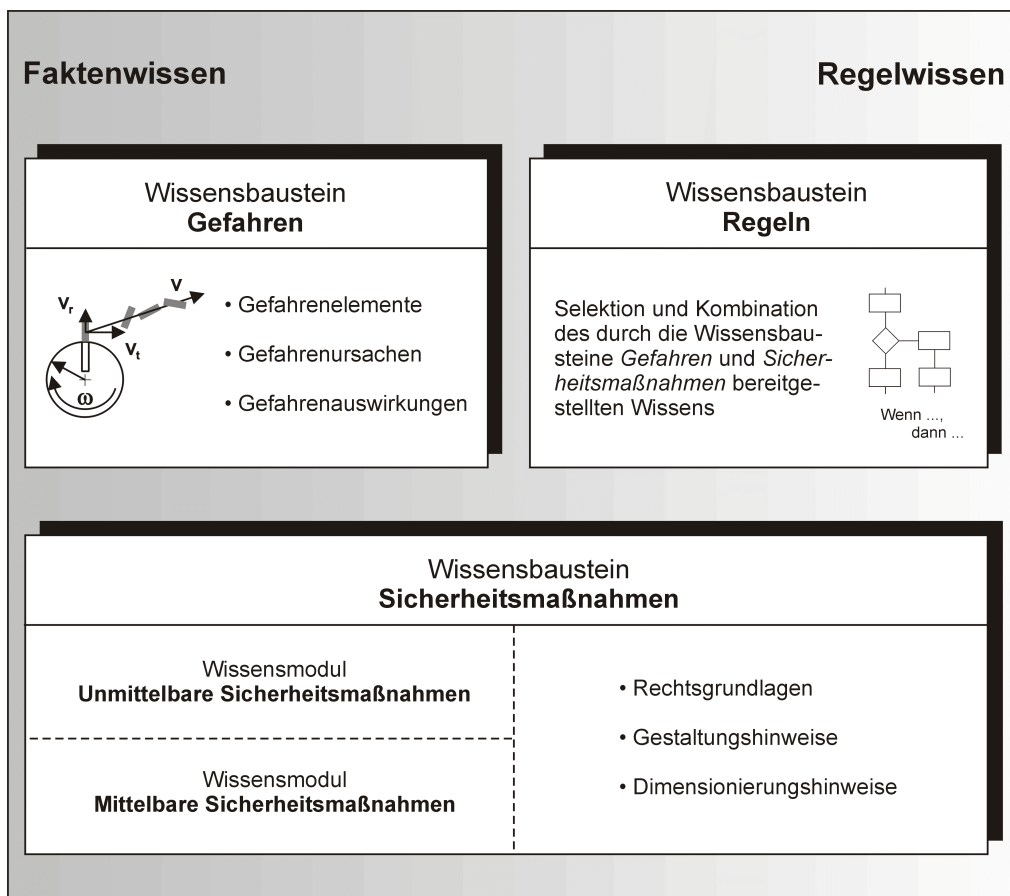 Faktenwissen
Regelwissen
Wissensbaustein
Gefahren
v
vr
vt
ω
• Gefahrenelemente
• Gefahrenursachen
• Gefahrenauswirkungen
Wissensbaustein
Regeln
Selektion und Kombination
des durch die Wissensbau-
steine Gefahren und Sicher-
heitsmaßnahmen bereitge-
stellten Wissens
Wenn ...,
dann ...
Wissensbaustein
Sicherheitsmaßnahmen
Wissensmodul
Unmittelbare Sicherheitsmaßnahmen
Wissensmodul
Mittelbare Sicherheitsmaßnahmen
• Rechtsgrundlagen
• Gestaltungshinweise
• Dimensionierungshinweise